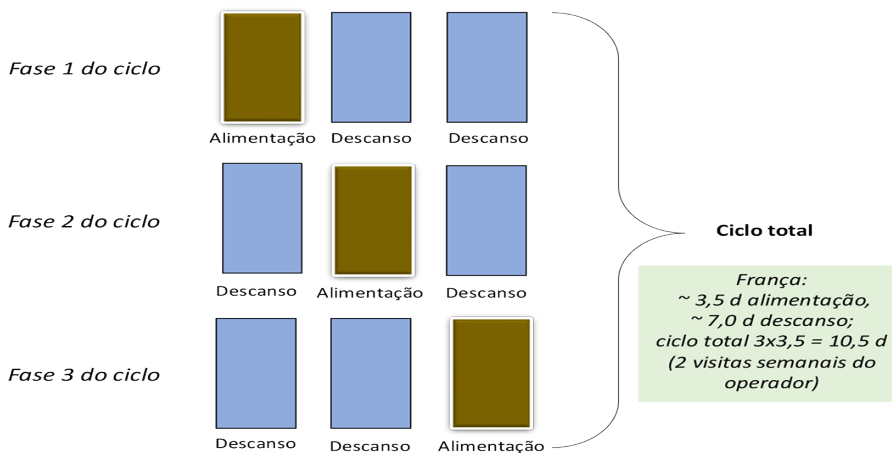 Fase 1 do ciclo
Alimentação Descanso Descanso
Fase 2 do ciclo
Descanso Alimentação Descanso
Fase 3 do ciclo
Descanso Descanso Alimentação
Ciclo total
França:
~ 3,5 d alimentação,
~ 7,0 d descanso;
ciclo total 3x3,5 = 10,5 d
(2 visitas semanais do
operador)